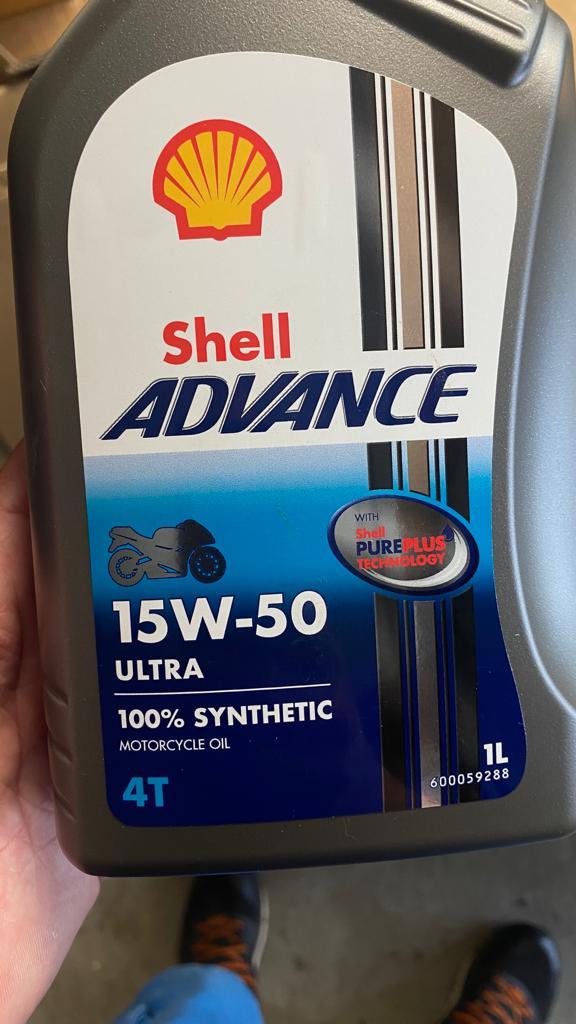 Shell
ADVANCE
WITH
Shell
PUREPLUS
TECHNOLOGY
15W-50
ULTRA
100% SYNTHETIC
MOTORCYCLE OIL
4T
1L
600059288